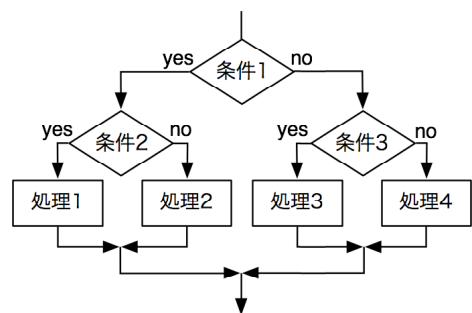 yes
no
条件1
yes
no
条件2
yes
no
条件3
処理1
処理2
処理3
処理4